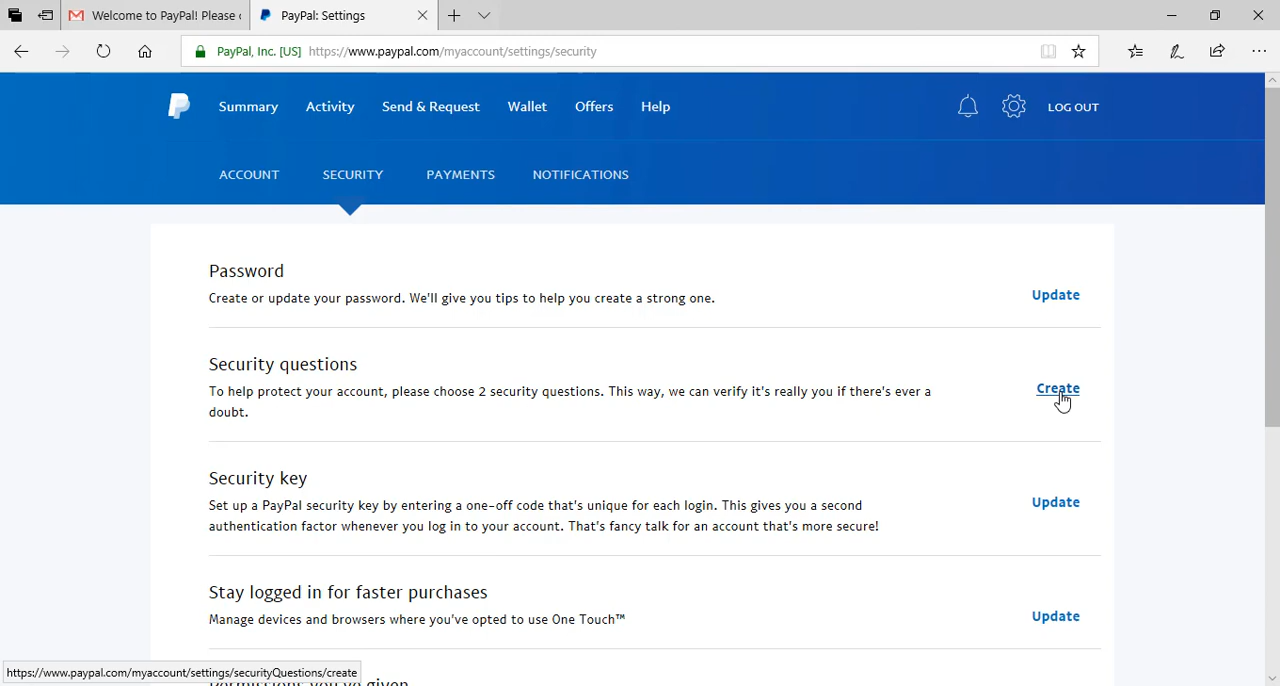 Welcome to PayPal! Please c
PayPal: Settings
PayPal, Inc. [US] https://www.paypal.com/myaccount/settings/security
Summary Activity Send & Request Wallet Offers Help LOG OUT
ACCOUNT SECURITY PAYMENTS NOTIFICATIONS
Password
Create or update your password. We'll give you tips to help you create a strong one.
Update
Security questions
To help protect your account, please choose 2 security questions. This way, we can verify it's really you if there's ever a
doubt.
Create
Security key
Set up a PayPal security key by entering a one-off code that's unique for each login. This gives you a second
authentication factor whenever you log in to your account. That's fancy talk for an account that's more secure!
Update
Stay logged in for faster purchases
Manage devices and browsers where you've opted to use One Touch™
Update
Permissions you've given
https://www.paypal.com/myaccount/settings/securityQuestions/create